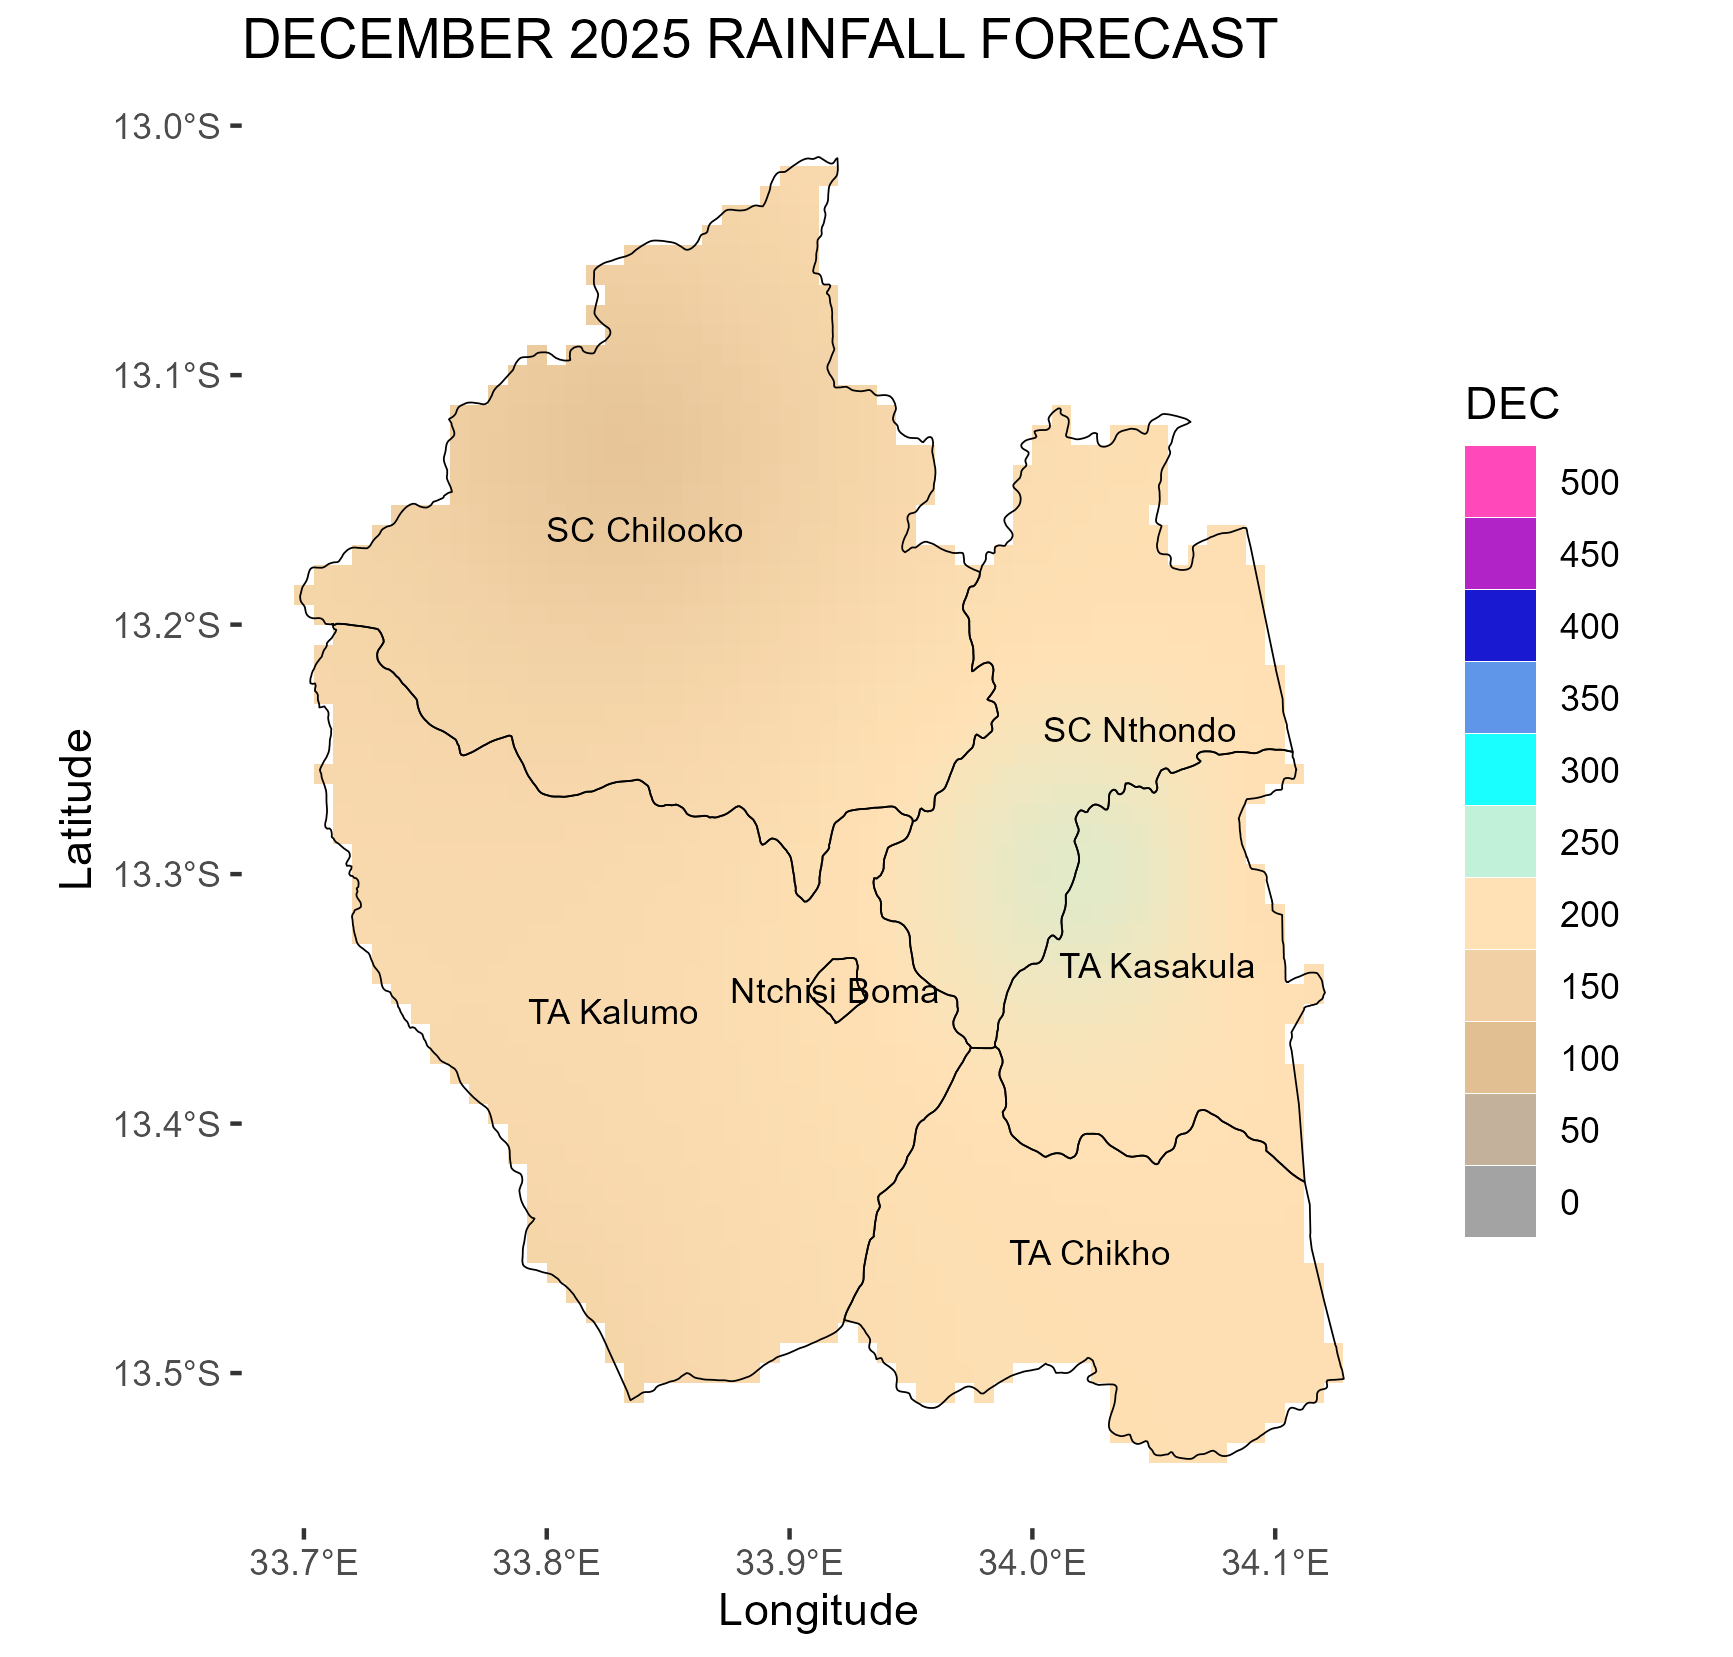 DECEMBER 2025 RAINFALL FORECAST
13.0°S
13.1°S
13.2°S
13.3°S
13.4°S
13.5°S
Latitude
SC Chilooko
SC Nthondo
TA Kasakula
Ntchisi Boma
TA Kalumo
TA Chikho
33.7°E
33.8°E
33.9°E
34.0°E
34.1°E
Longitude
DEC
500
450
400
350
300
250
200
150
100
50
0